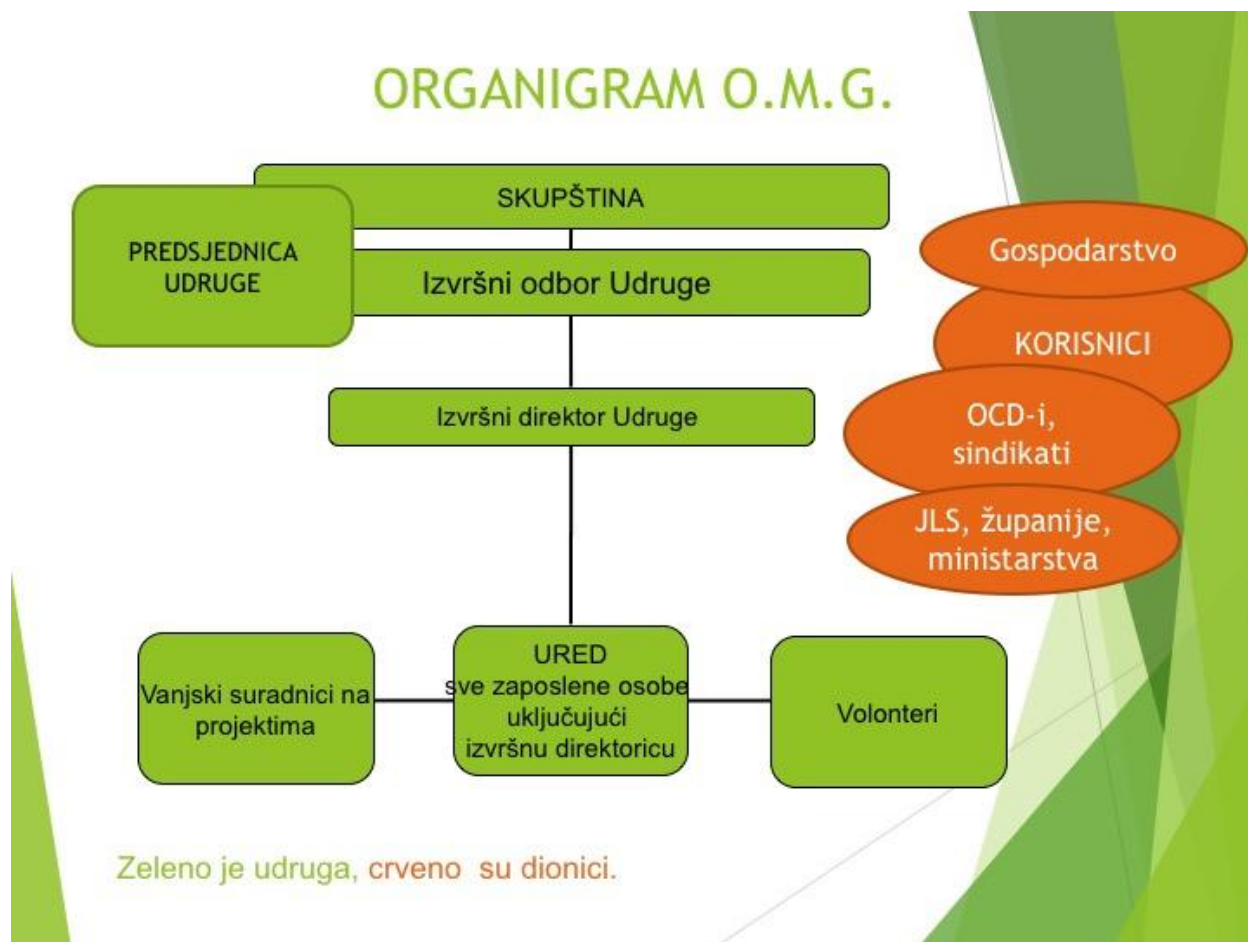 ORGANIGRAM O.M.G.
SKUPŠTINA
PREDSJEDNICA
UDRUGE
Izvršni odbor Udruge
Izvršni direktor Udruge
Gospodarstvo
KORISNICI
OCD-i,
sindikati
JLS, županije,
ministarstva
Vanjski suradnici na
projektima
URED
sve zaposlene osobe
uključujući
izvršnu direktoricu
Volonteri
Zeleno je udruga, crveno su dionici.